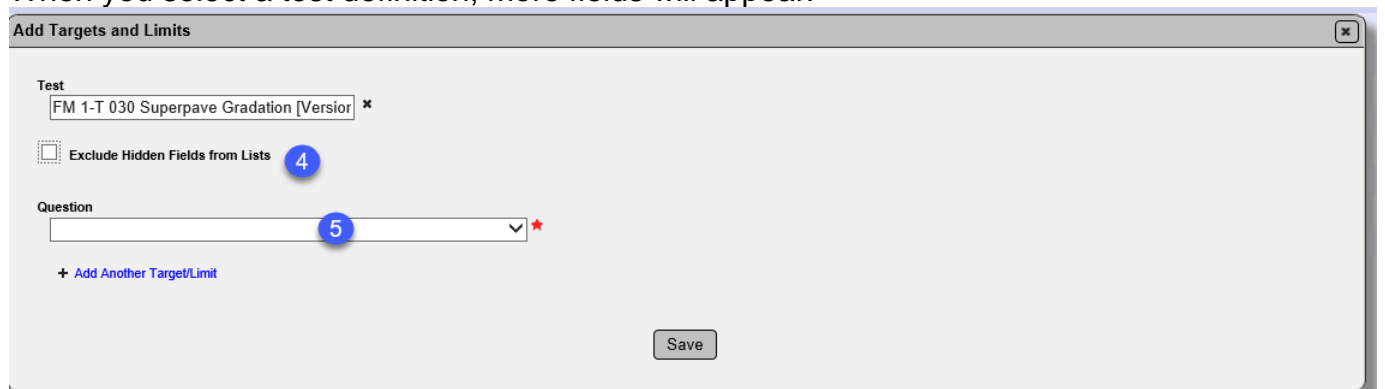 When you select a test definition, more fields will appear.
Add Targets and Limits
Test
FM 1-T 030 Superpave Gradation [Version
Exclude Hidden Fields from Lists
4
Question
5
+ Add Another Target/Limit
Save